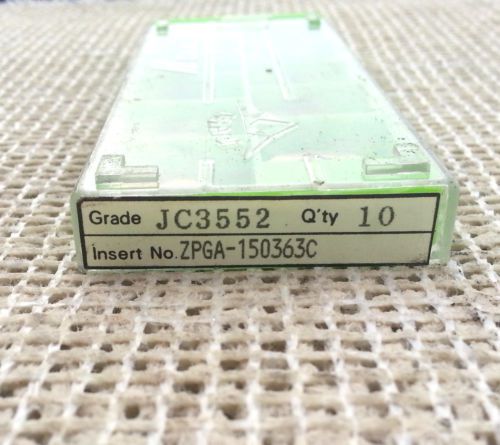 Grade JC3552 Q'ty 10
Insert No. ZPGA-150363C